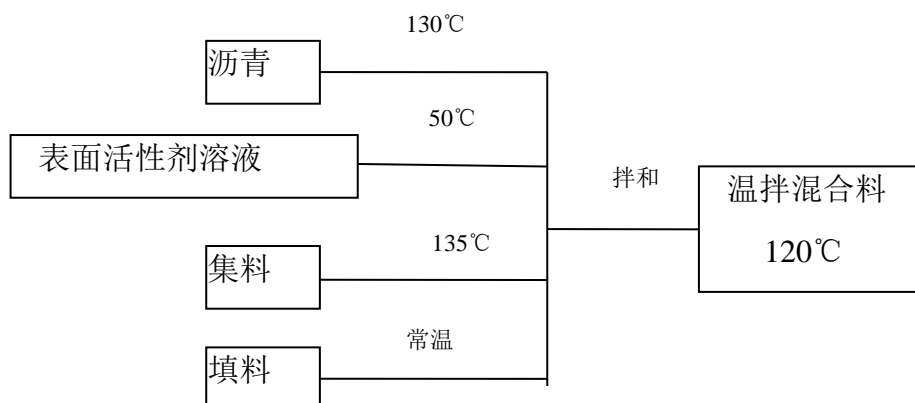 130℃
沥青
50℃
表面活性剂溶液
拌和
温拌混合料
120℃
135℃
集料
常温
填料